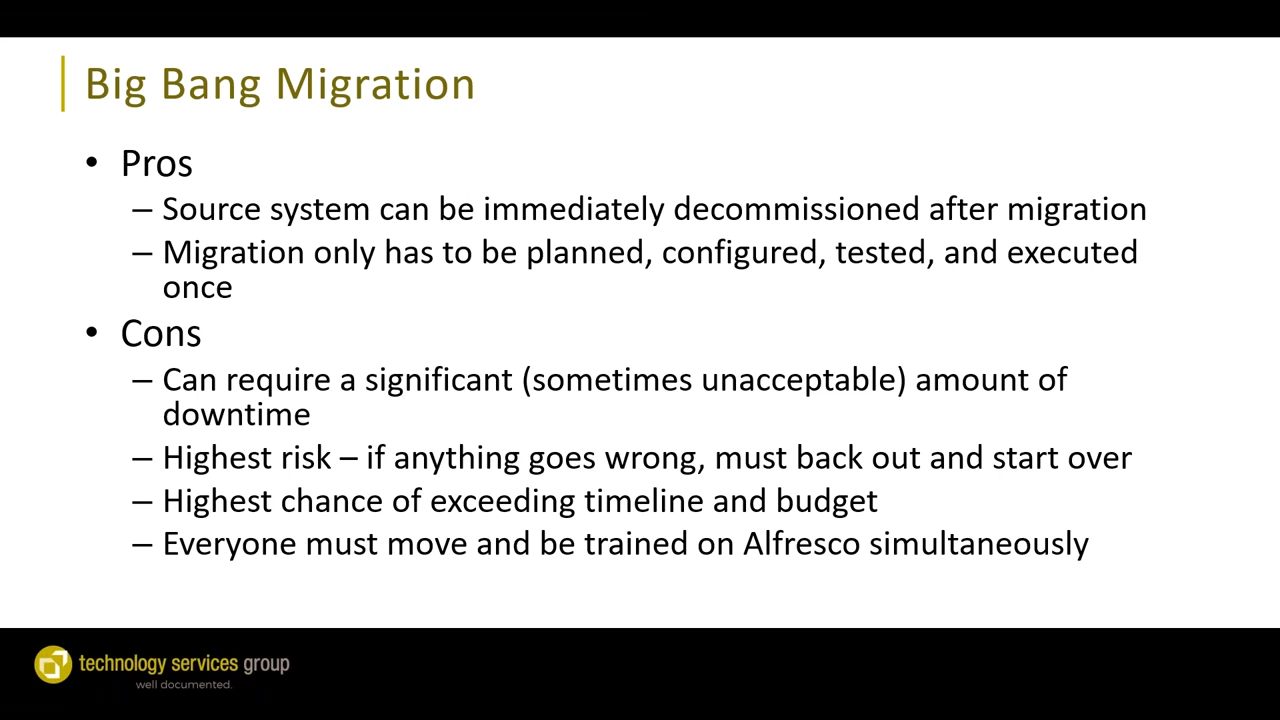 Big Bang Migration
• Pros
– Source system can be immediately decommissioned after migration
– Migration only has to be planned, configured, tested, and executed
once
• Cons
– Can require a significant (sometimes unacceptable) amount of
downtime
– Highest risk – if anything goes wrong, must back out and start over
– Highest chance of exceeding timeline and budget
– Everyone must move and be trained on Alfresco simultaneously
technology services group
well documented.